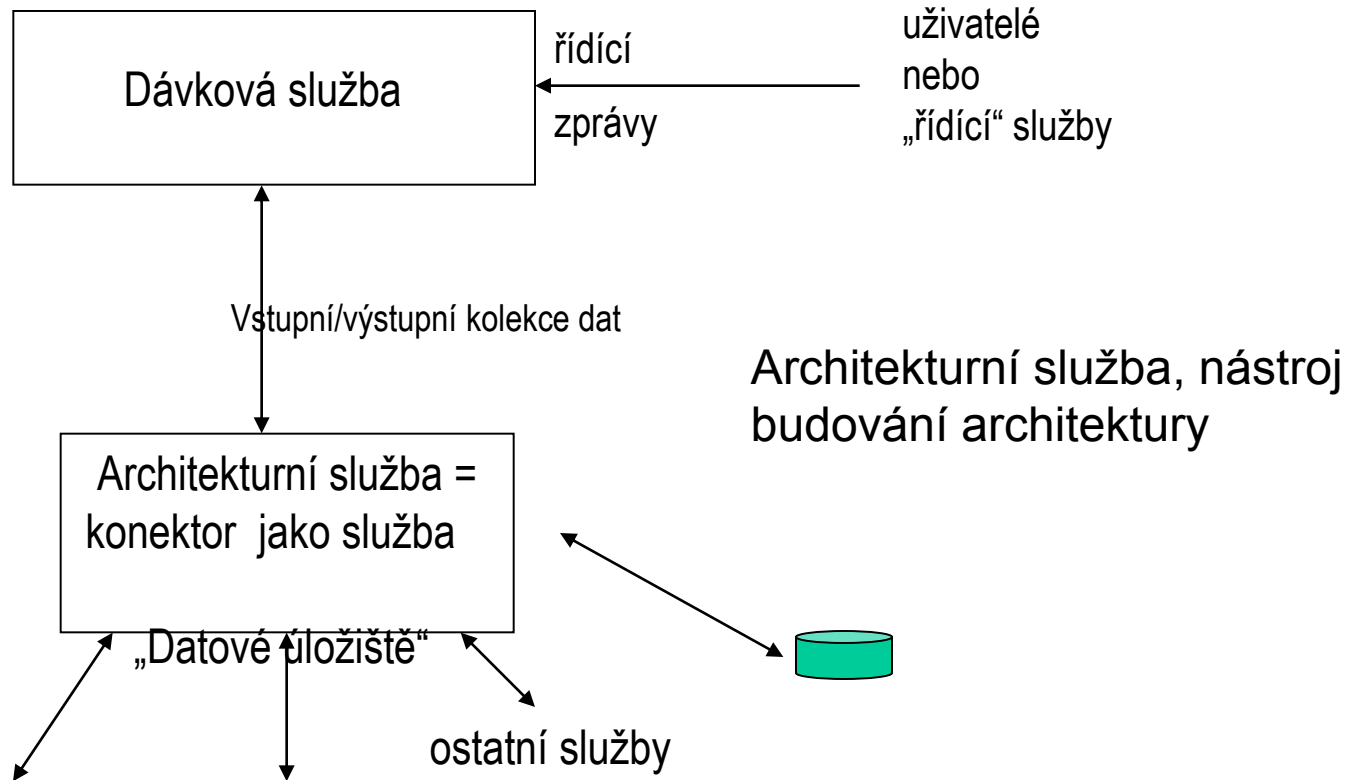 Dávková služba
řídící
zprávy
uživatelé
nebo
„řídící“ služby
Vstupní/výstupní kolekce dat
Architekturní služba, nástroj
budování architektury
Architekturní služba =
konektor jako služba
„Datové úložiště“
ostatní služby